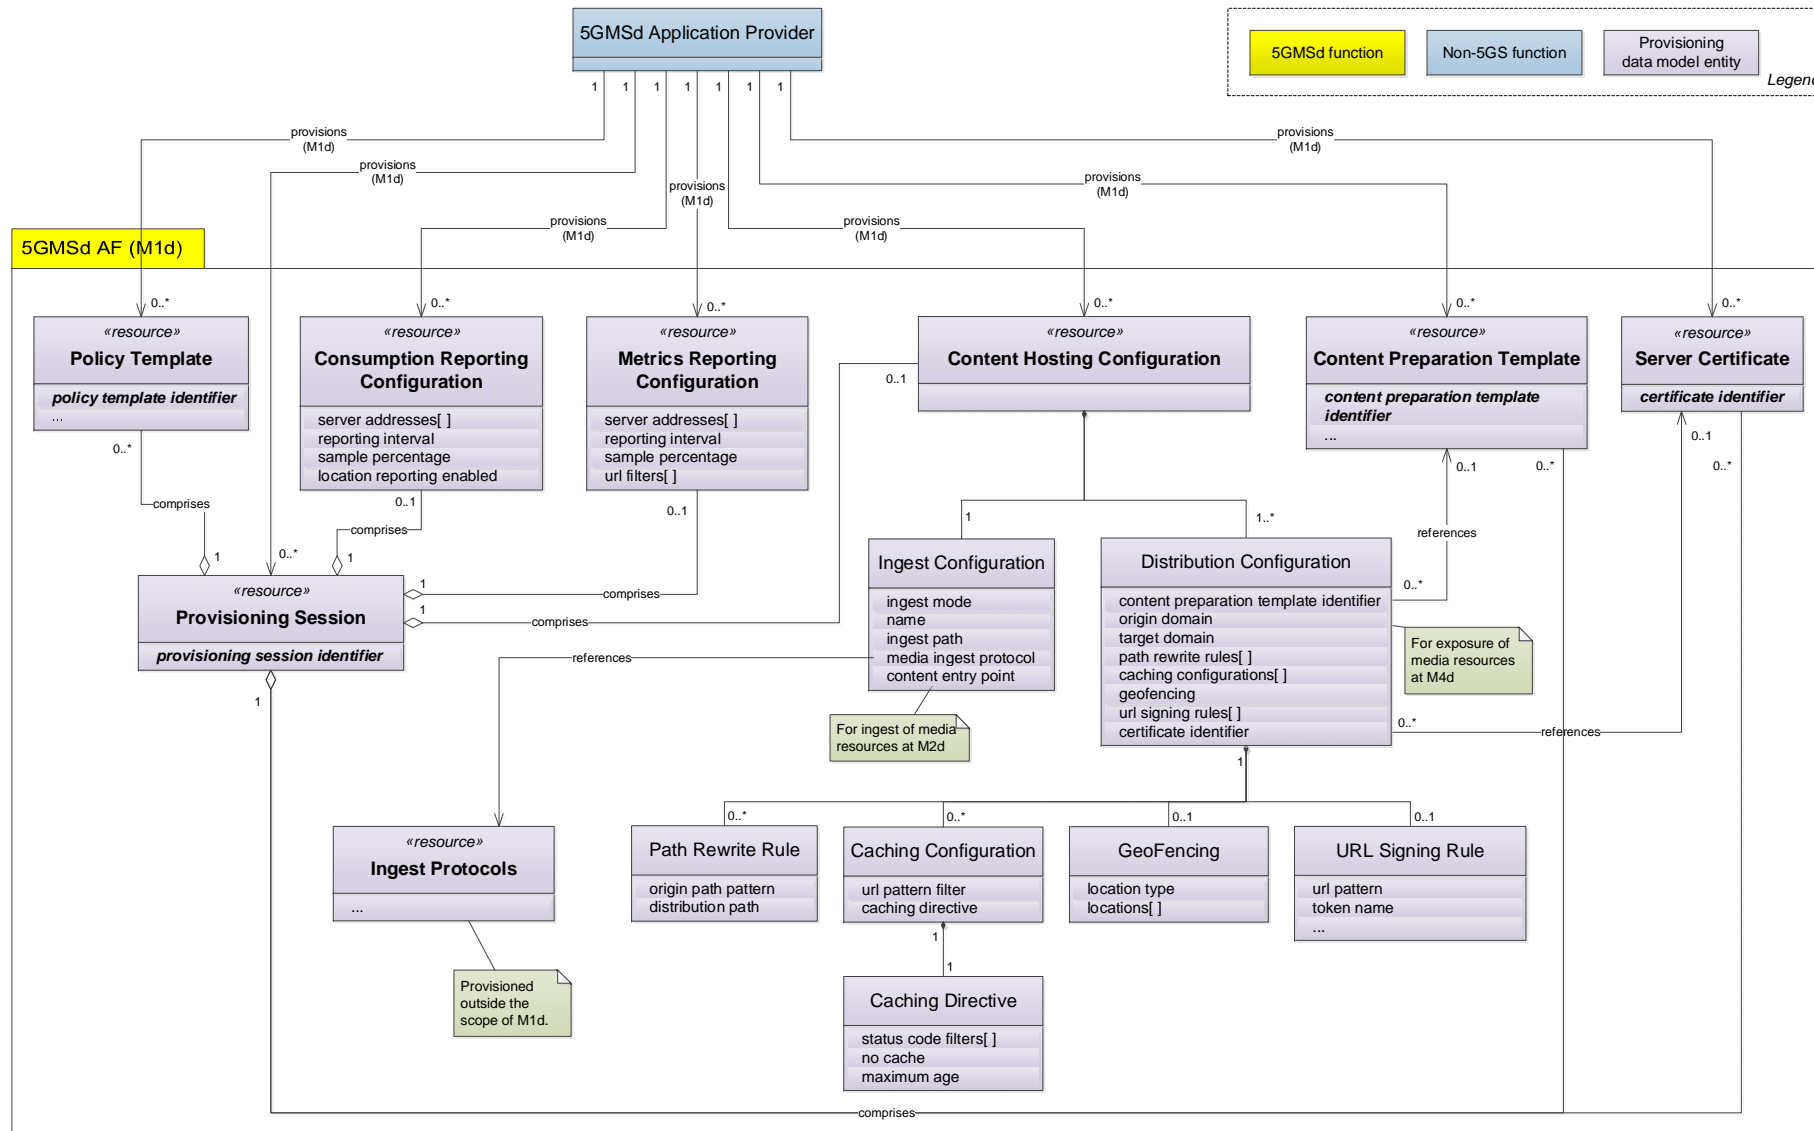 5GMSd Application Provider
5GMSd function
Non-5GS function
Provisioning
data model entity
Legend
1
1
1
1
1
1
1
provisions
(M1d)
provisions
(M1d)
provisions
(M1d)
provisions
(M1d)
provisions
(M1d)
provisions
(M1d)
provisions
(M1d)
5GMSd AF (M1d)
0..*
0..*
0..*
0..*
0..*
0..*
«resource»
Policy Template
policy template identifier
...
«resource»
Consumption Reporting
Configuration
server addresses[ ]
reporting interval
sample percentage
location reporting enabled
«resource»
Metrics Reporting
Configuration
server addresses[ ]
reporting interval
sample percentage
url filters[ ]
«resource»
Content Hosting Configuration
«resource»
Content Preparation Template
content preparation template
identifier
...
«resource»
Server Certificate
certificate identifier
0..*
0..1
0..1
0..1
0..1
0..*
0..1
0..*
comprises
comprises
1
1
0..*
1
1
comprises
comprises
«resource»
Provisioning Session
provisioning session identifier
1
1
1..*
references
0..*
Ingest Configuration
ingest mode
name
ingest path
media ingest protocol
content entry point
Distribution Configuration
content preparation template identifier
origin domain
target domain
path rewrite rules[ ]
caching configurations[ ]
geofencing
url signing rules[ ]
certificate identifier
For exposure of
media resources
at M4d
references
For ingest of media
resources at M2d
0..*
references
1
0..*
0..*
0..1
0..1
«resource»
Ingest Protocols
...
Path Rewrite Rule
origin path pattern
distribution path
Caching Configuration
url pattern filter
caching directive
GeoFencing
location type
locations[ ]
URL Signing Rule
url pattern
token name
...
1
1
Provisioned
outside the
scope of M1d.
Caching Directive
status code filters[ ]
no cache
maximum age
comprises